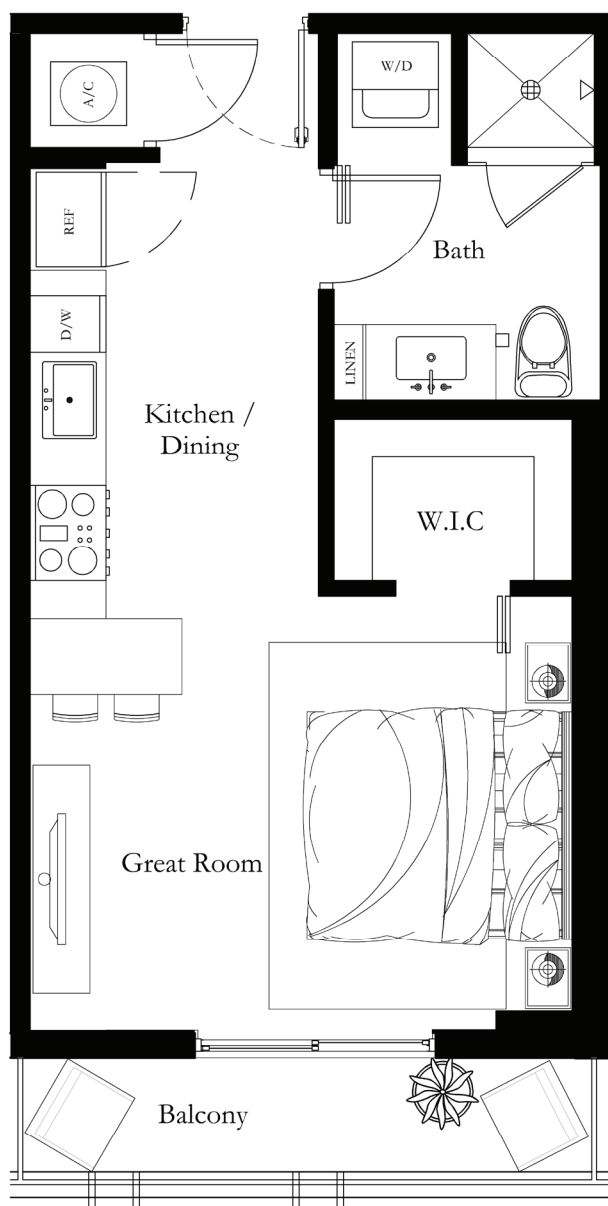 A/C
W/D
REF
Bath
D/W
LINEN
Kitchen /
Dining
W.I.C
Great Room
Balcony